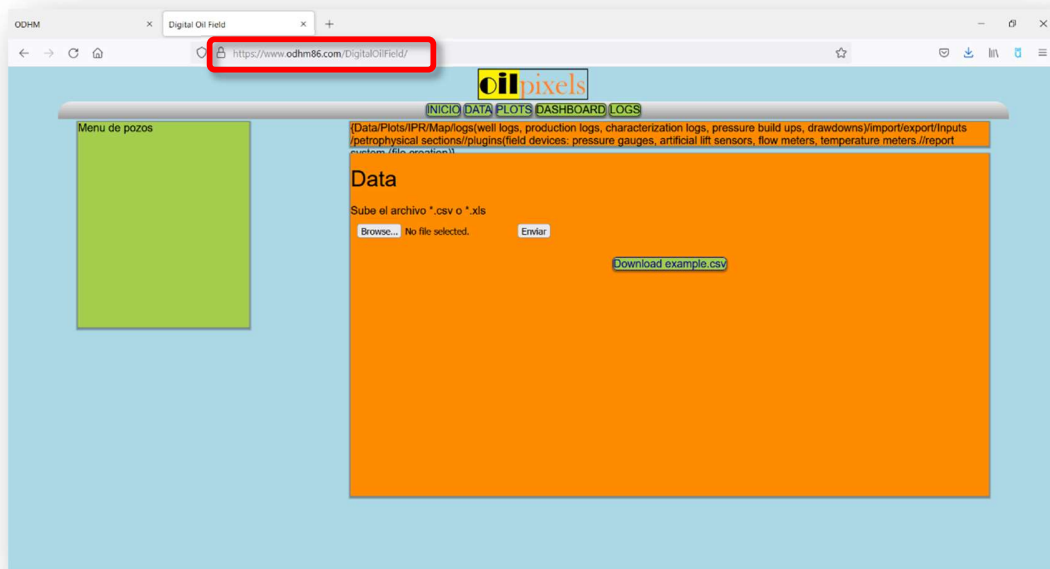 ODHM
Digital Oil Field
https://www.odhm86.com/DigitalOilField/
oilpixels
INICIO DATA PLOTS DASHBOARD LOGS
Menu de pozos
{Data/Plots/IPR/Map/logs(well logs, production logs, characterization logs, pressure build ups, drawdowns)/import/export/Inputs
/petrophysical sections//plugins(field devices: pressure gauges, artificial lift sensors, flow meters, temperature meters.//report
system (file creation)}
Data
Sube el archivo *.csv o *.xls
Browse... No file selected. Enviar
Download example.csv